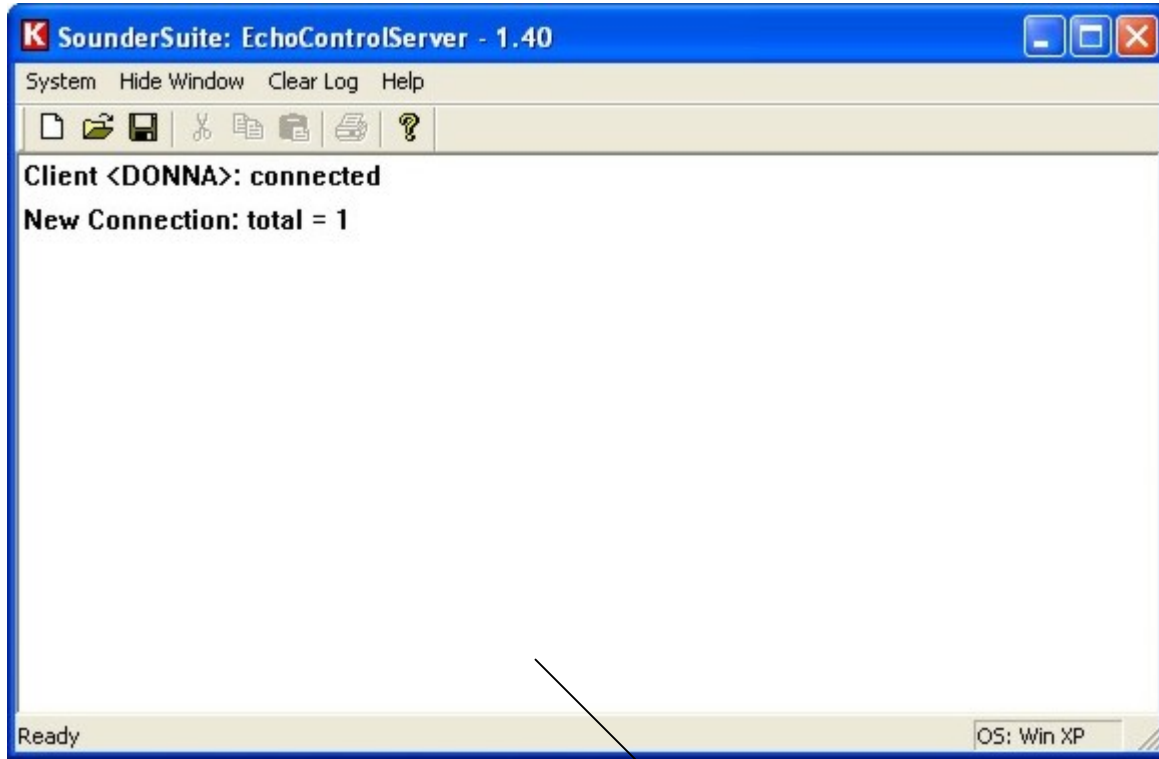 K SounderSuite: EchoControlServer - 1.40
System Hide Window Clear Log Help
Client <DONNA>: connected
New Connection: total = 1
Ready OS: Win XP